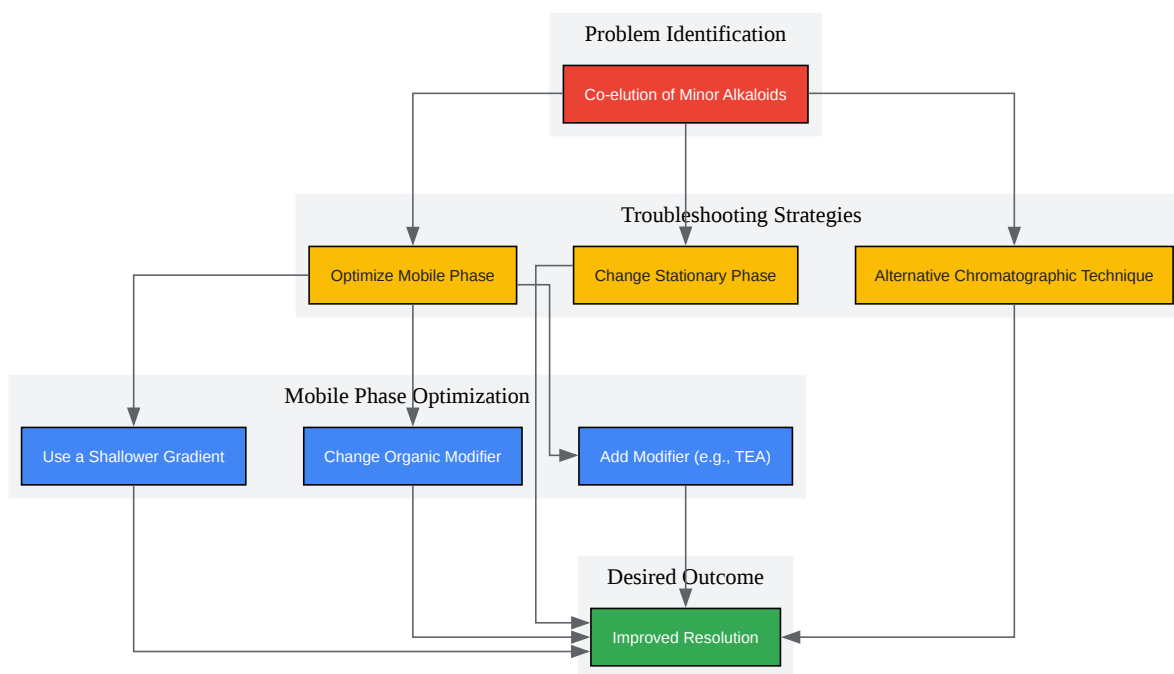 Problem Identification
Co-elution of Minor Alkaloids
Troubleshooting Strategies
Optimize Mobile Phase
Change Stationary Phase
Alternative Chromatographic Technique
Mobile Phase Optimization
Use a Shallower Gradient
Change Organic Modifier
Add Modifier (e.g., TEA)
Desired Outcome
Improved Resolution